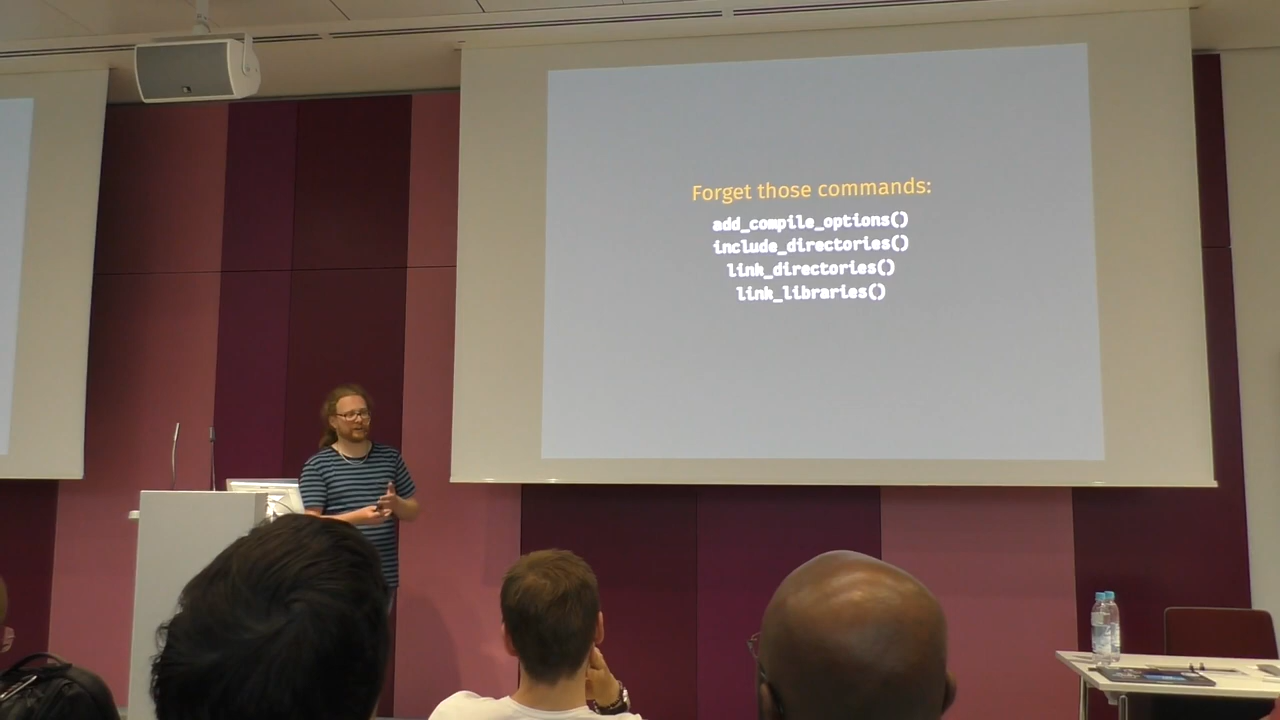 Forget those commands:
add_compile_options()
include_directories()
link_directories()
link_libraries()